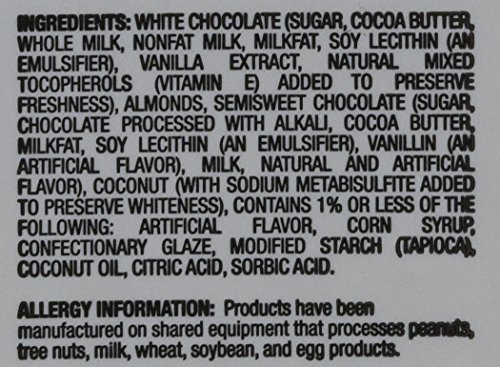 INGREDIENTS: WHITE CHOCOLATE (SUGAR, COCOA BUTTER,
WHOLE MILK, NONFAT MILK, MILKFAT, SOY LECITHIN (AN
EMULSIFIER), VANILLA EXTRACT, NATURAL MIXED
TOCOPHEROLS (VITAMIN E) ADDED TO PRESERVE
FRESHNESS), ALMONDS, SEMISWEET CHOCOLATE (SUGAR,
CHOCOLATE PROCESSED WITH ALKALI, COCOA BUTTER,
MILKFAT, SOY LECITHIN (AN EMULSIFIER), VANILLIN (AN
ARTIFICIAL FLAVOR), MILK, NATURAL AND ARTIFICIAL
FLAVOR), COCONUT (WITH SODIUM METABISULFITE ADDED
TO PRESERVE WHITENESS), CONTAINS 1% OR LESS OF THE
FOLLOWING: ARTIFICIAL FLAVOR, CORN SYRUP,
CONFECTIONARY GLAZE, MODIFIED STARCH (TAPIOCA),
COCONUT OIL, CITRIC ACID, SORBIC ACID.
ALLERGY INFORMATION: Products have been
manufactured on shared equipment that processes peanuts,
tree nuts, milk, wheat, soybean, and egg products.